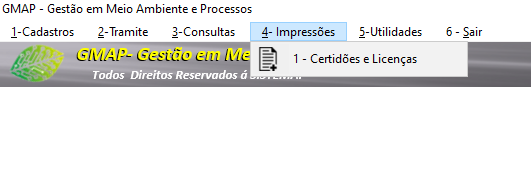 GMAP - Gestão em Meio Ambiente e Processos
1-Cadastros 2-Tramite 3-Consultas 4- Impressões 5-Utilidades 6 - Sair
GMAP- Gestão em Me
1 - Certidões e Licenças
Todos Direitos Reservados á